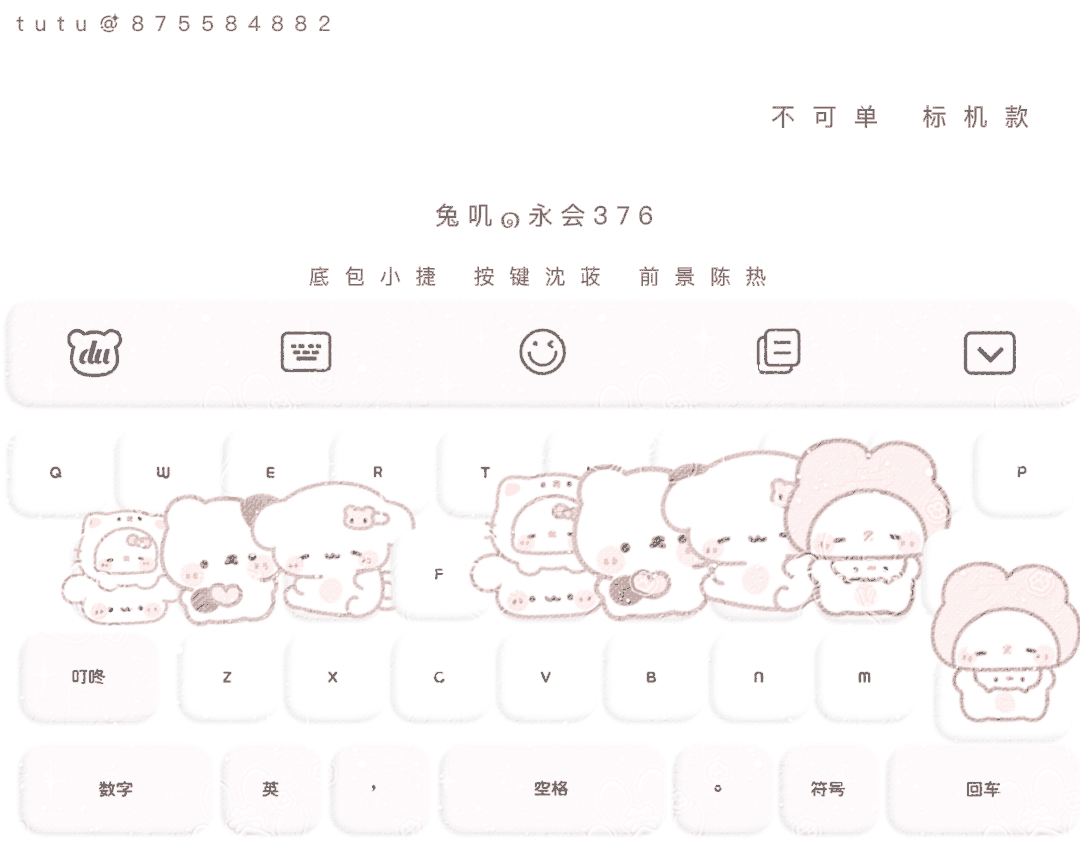 tutu@875584882
不可单 标机款
兔叽 永会376
底包小捷 按键沈蔎 前景陈热
du
Q W E R T P
F
叮咚 Z X C V B n m
数字 英 , 空格 。 符号 回车